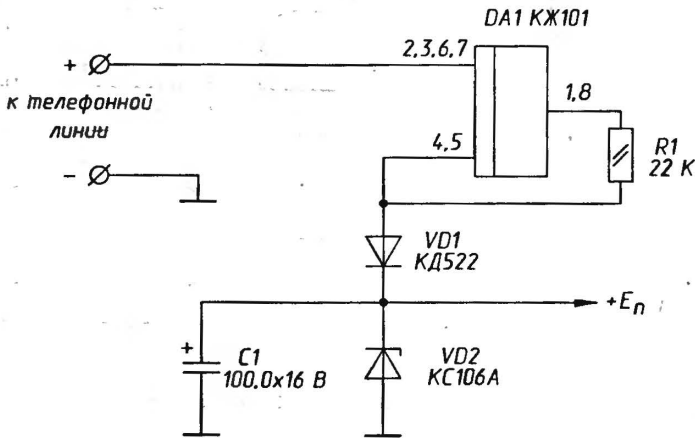 DA1 КЖ101
+
2,3,6,7
к телефонной
линии
1,8
4,5
R1
22 К
-
VD1
КД522
+Eп
+
C1
100,0x16 В
VD2
КС106А